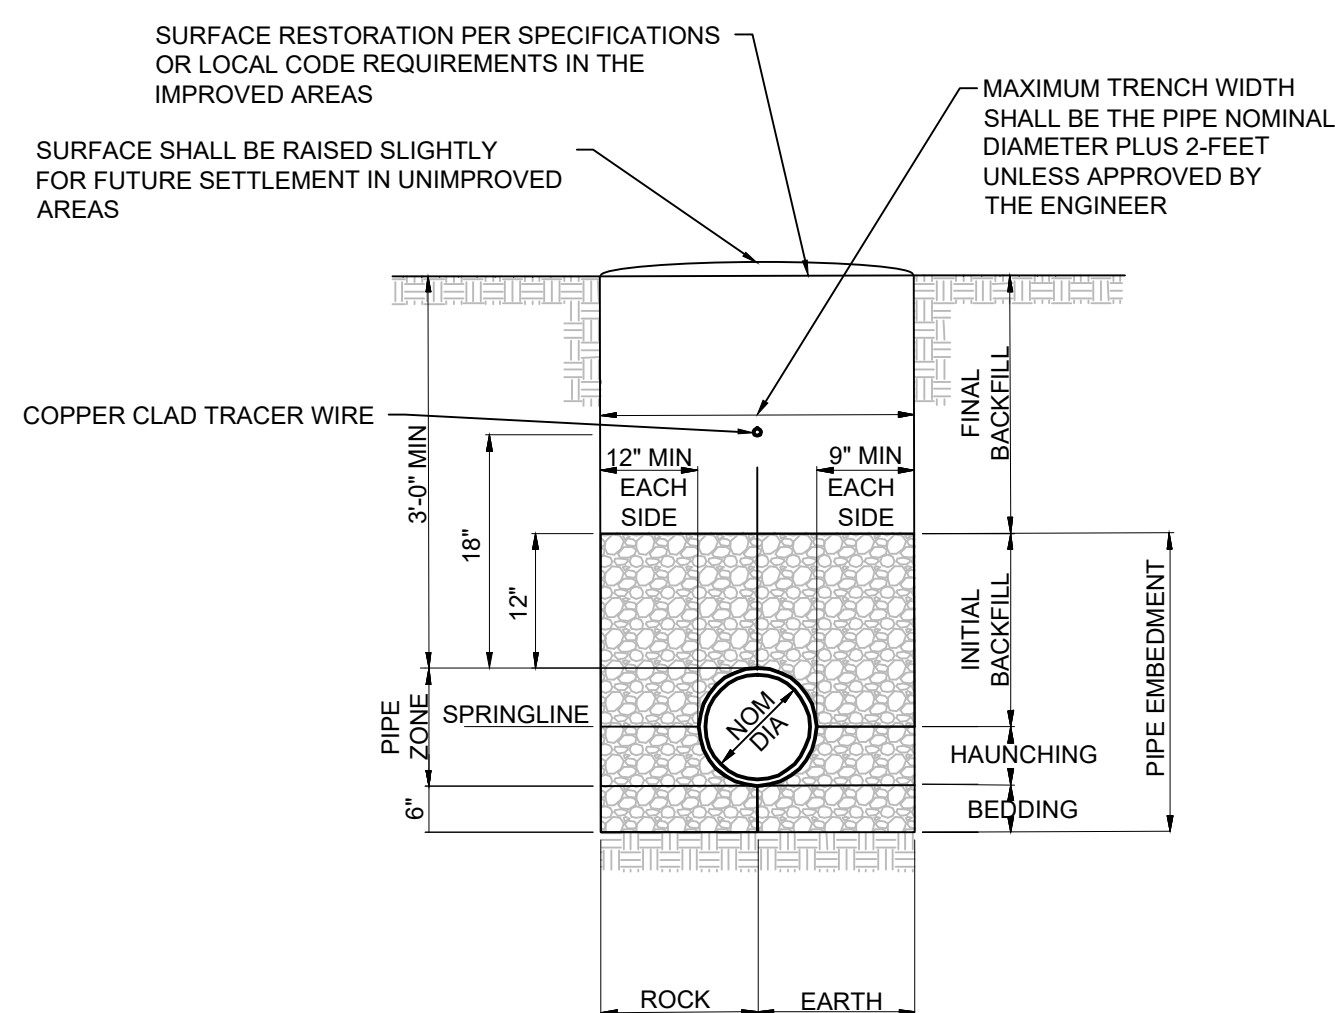 SURFACE RESTORATION PER SPECIFICATIONS
OR LOCAL CODE REQUIREMENTS IN THE
IMPROVED AREAS
MAXIMUM TRENCH WIDTH
SHALL BE THE PIPE NOMINAL
DIAMETER PLUS 2-FEET
UNLESS APPROVED BY
THE ENGINEER
SURFACE SHALL BE RAISED SLIGHTLY
FOR FUTURE SETTLEMENT IN UNIMPROVED
AREAS
COPPER CLAD TRACER WIRE
3'-0" MIN
18"
12"
12" MIN
EACH
SIDE
9" MIN
EACH
SIDE
FINAL
BACKFILL
INITIAL
BACKFILL
PIPE EMBEDMENT
PIPE
ZONE
SPRINGLINE
NOM
DIA
HAUNCHING
6"
BEDDING
ROCK
EARTH